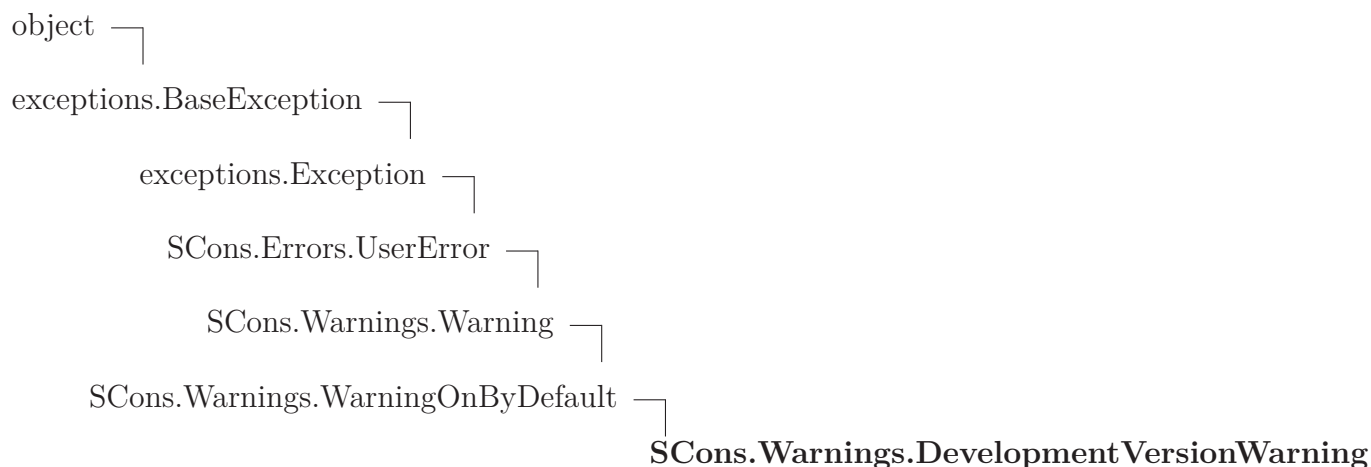 object
exceptions.BaseException
exceptions.Exception
SCons.Errors.UserError
SCons.Warnings.Warning
SCons.Warnings.WarningOnByDefault
SCons.Warnings.DevelopmentVersionWarning